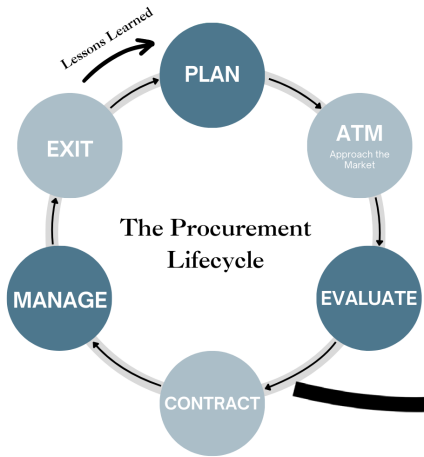 Lessons Learned
PLAN
ATM
Approach the
Market
EXIT
The Procurement
Lifecycle
MANAGE
EVALUATE
CONTRACT